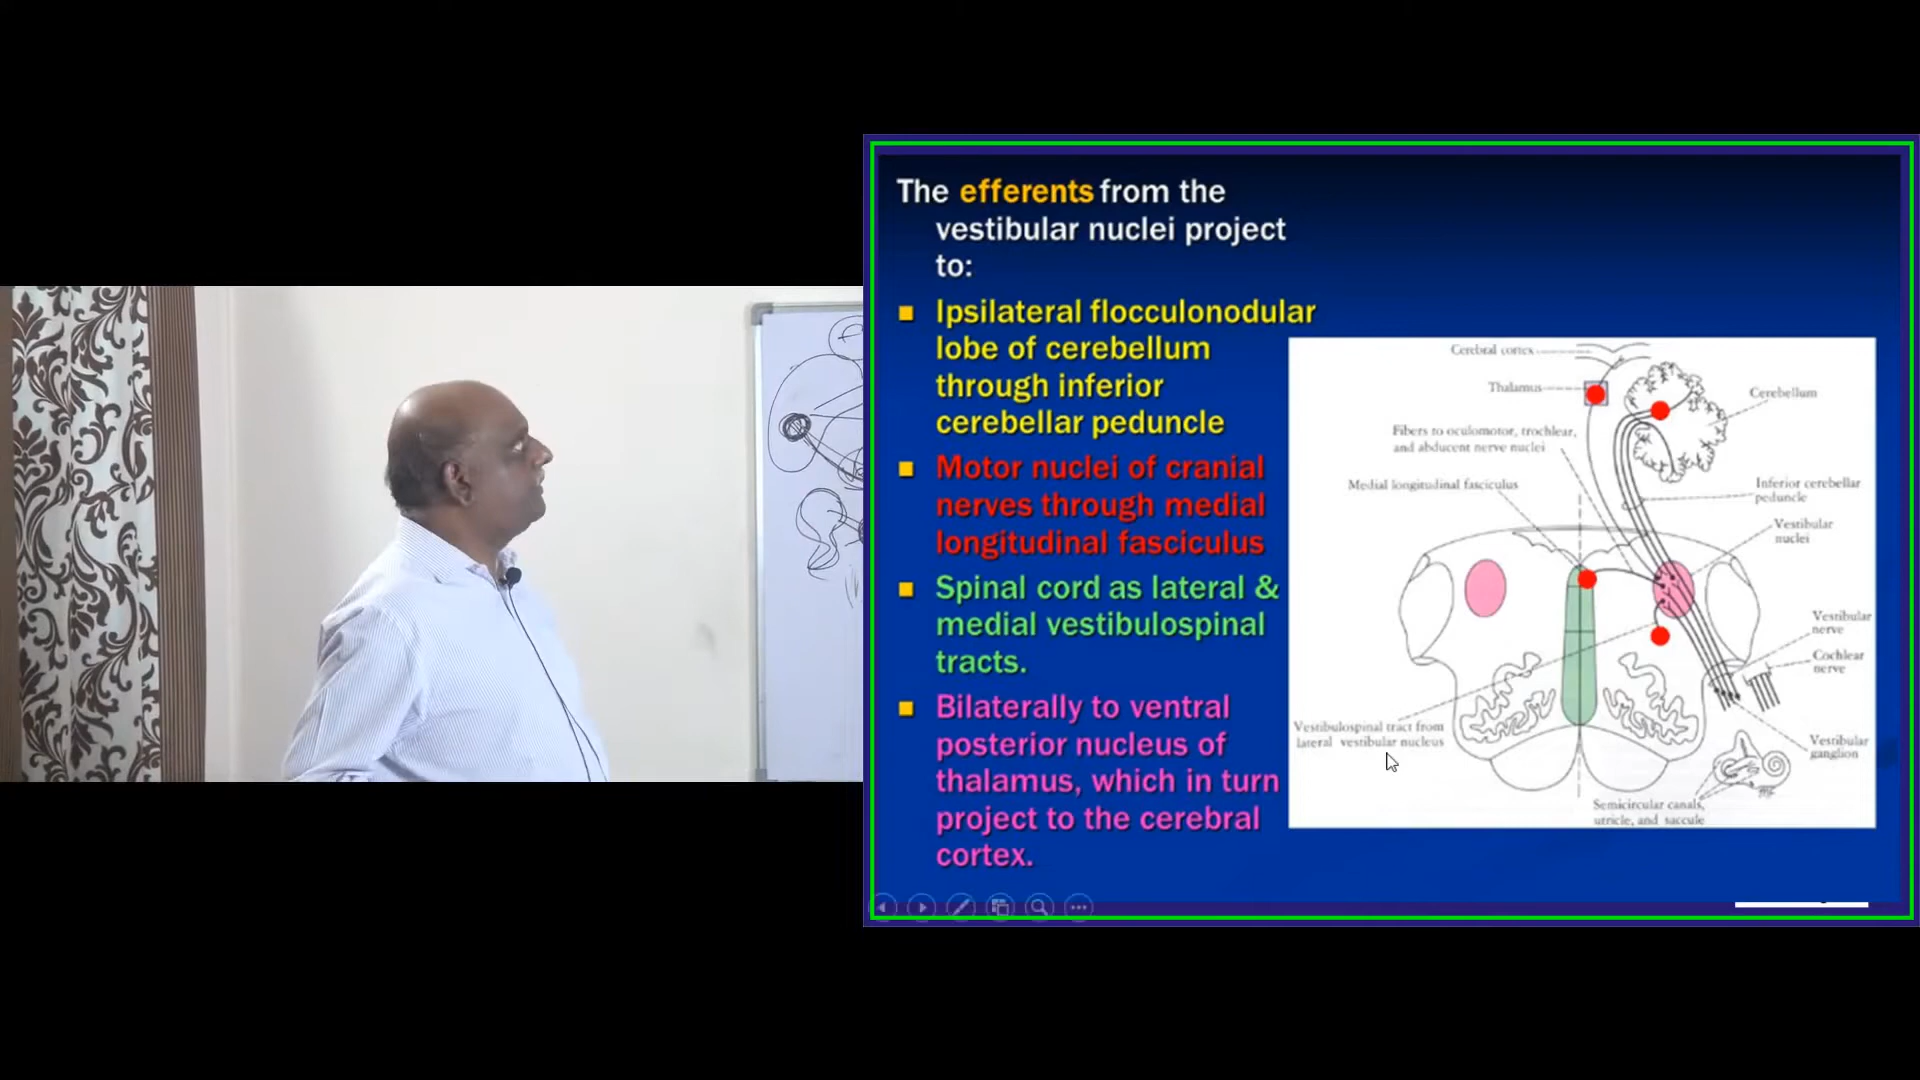 The efferents from the
vestibular nuclei project
to:
Ipsilateral flocculonodular
lobe of cerebellum
through inferior
cerebellar peduncle
Motor nuclei of cranial
nerves through medial
longitudinal fasciculus
Spinal cord as lateral &
medial vestibulospinal
tracts.
Bilaterally to ventral
posterior nucleus of
thalamus, which in turn
project to the cerebral
cortex.
Cerebral cortex
Thalamus
Cerebellum
Fibers to oculomotor, trochlear,
and abducent nerve nuclei
Medial longitudinal fasciculus
Inferior cerebellar
peduncle
Vestibular
nuclei
Vestibular
nerve
Cochlear
nerve
Vestibulospinal tract from
lateral vestibular nucleus
Vestibular
ganglion
Semicircular canals,
utricle, and saccule